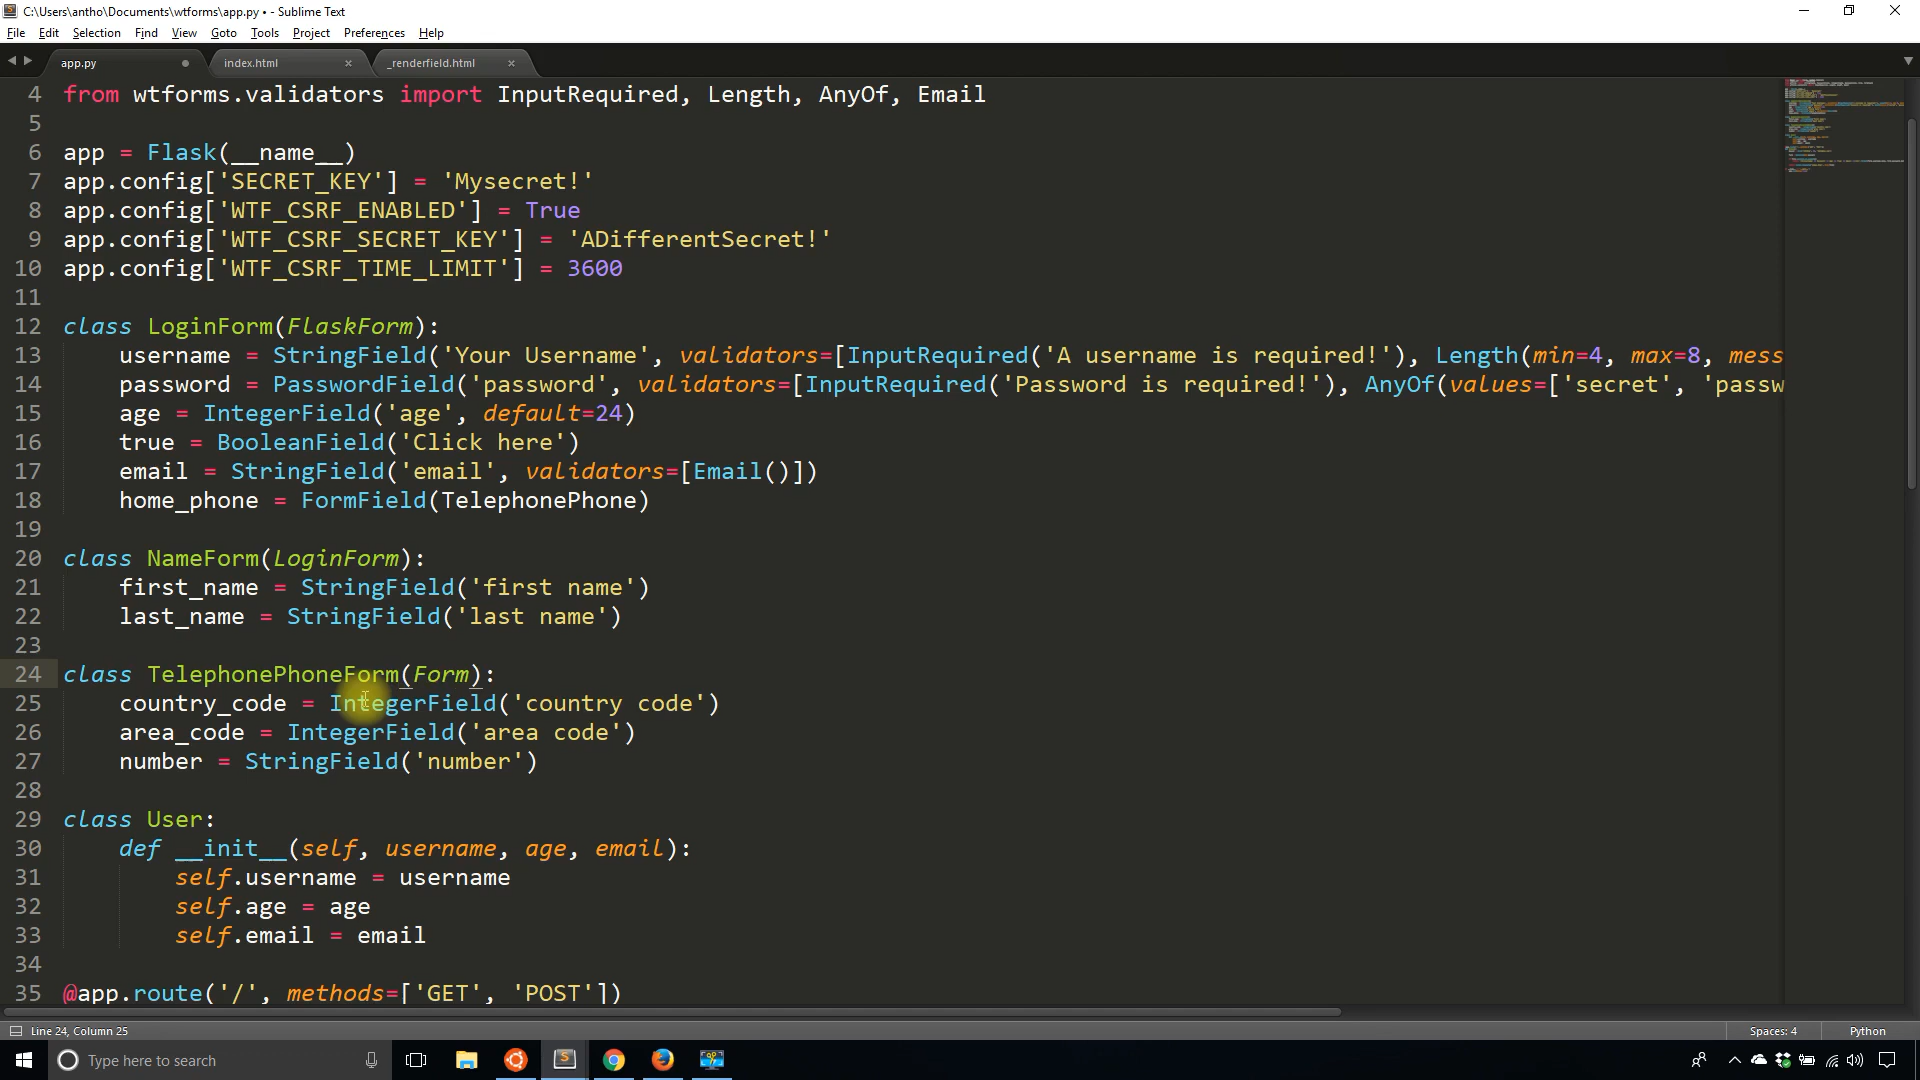 C:\Users\antho\Documents\wtforms\app.py • - Sublime Text
File Edit Selection Find View Goto Tools Project Preferences Help
app.py index.html _renderfield.html
4 from wtforms.validators import InputRequired, Length, AnyOf, Email
5
6 app = Flask(__name__)
7 app.config['SECRET_KEY'] = 'Mysecret!'
8 app.config['WTF_CSRF_ENABLED'] = True
9 app.config['WTF_CSRF_SECRET_KEY'] = 'ADifferentSecret!'
10 app.config['WTF_CSRF_TIME_LIMIT'] = 3600
11
12 class LoginForm(FlaskForm):
13 username = StringField('Your Username', validators=[InputRequired('A username is required!'), Length(min=4, max=8, mess
14 password = PasswordField('password', validators=[InputRequired('Password is required!'), AnyOf(values=['secret', 'passw
15 age = IntegerField('age', default=24)
16 true = BooleanField('Click here')
17 email = StringField('email', validators=[Email()])
18 home_phone = FormField(TelephonePhone)
19
20 class NameForm(LoginForm):
21 first_name = StringField('first name')
22 last_name = StringField('last name')
23
24 class TelephonePhoneForm(Form):
25 country_code = IntegerField('country code')
26 area_code = IntegerField('area code')
27 number = StringField('number')
28
29 class User:
30 def __init__(self, username, age, email):
31 self.username = username
32 self.age = age
33 self.email = email
34
35 @app.route('/', methods=['GET', 'POST'])
Line 24, Column 25 Spaces: 4 Python
Type here to search